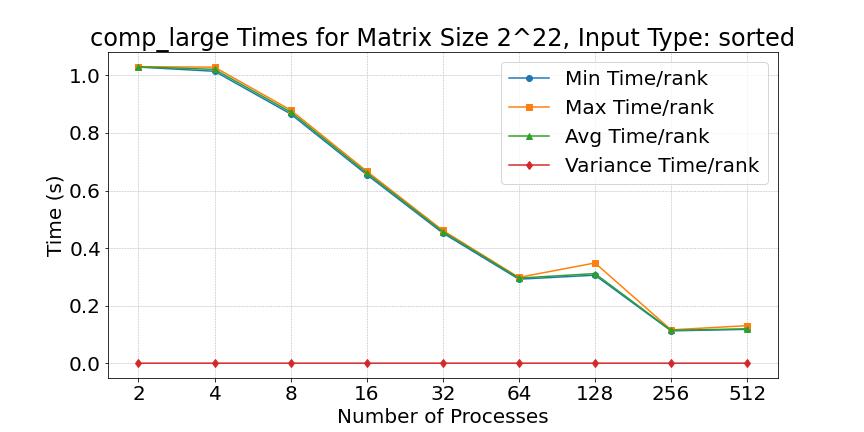 comp_large Times for Matrix Size 2^22, Input Type: sorted
Min Time/rank
Max Time/rank
Avg Time/rank
Variance Time/rank
Time (s)
1.0
0.8
0.6
0.4
0.2
0.0
2 4 8 16 32 64 128 256 512
Number of Processes